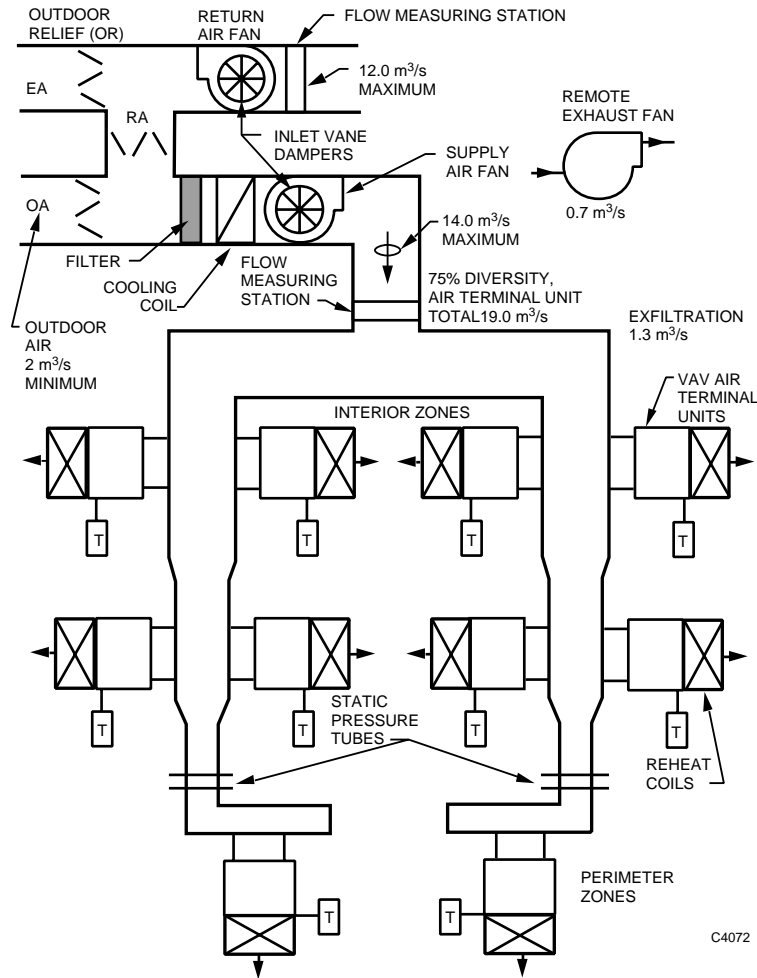 OUTDOOR
RELIEF (OR)
RETURN
AIR FAN
FLOW MEASURING STATION
12.0 m³/s
MAXIMUM
EA
RA
REMOTE
EXHAUST FAN
INLET VANE
DAMPERS
SUPPLY
AIR FAN
OA
0.7 m³/s
14.0 m³/s
MAXIMUM
FILTER
COOLING
COIL
FLOW
MEASURING
STATION
75% DIVERSITY,
AIR TERMINAL UNIT
TOTAL19.0 m³/s
OUTDOOR
AIR
2 m³/s
MINIMUM
EXFILTRATION
1.3 m³/s
VAV AIR
TERMINAL
UNITS
INTERIOR ZONES
T
T
T
T
T
T
T
T
STATIC
PRESSURE
TUBES
REHEAT
COILS
PERIMETER
ZONES
T
T
C4072